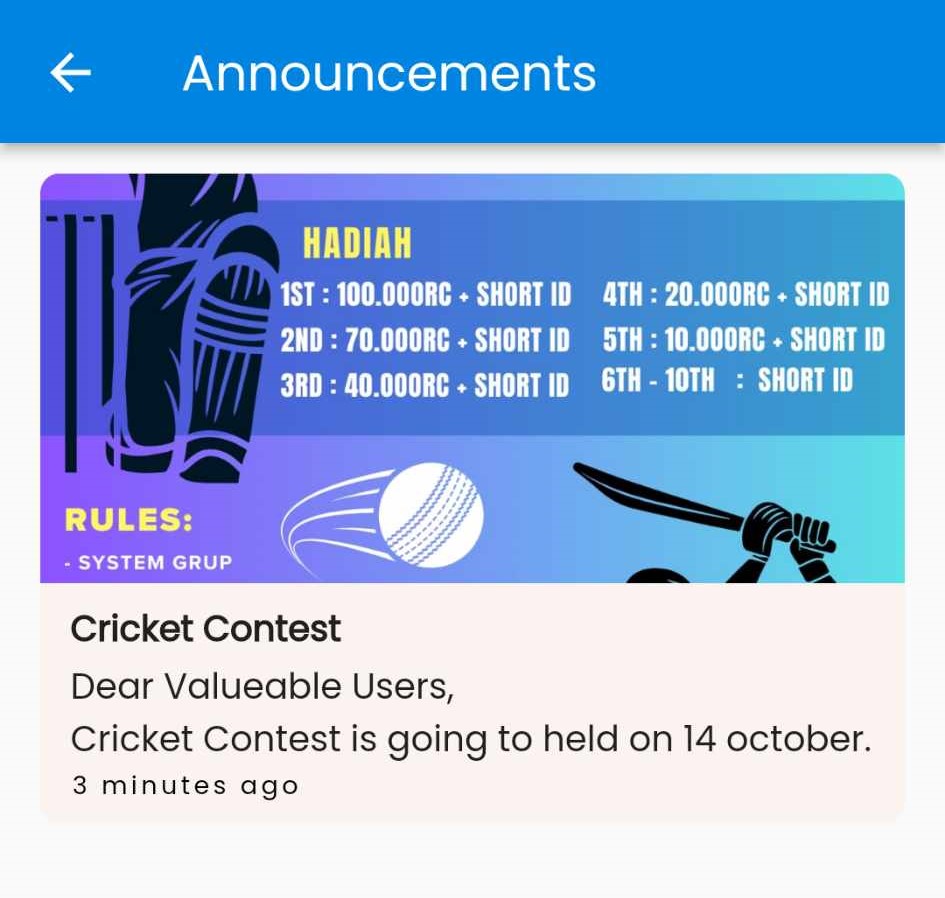 Announcements
HADIAH
1ST : 100.000RC + SHORT ID
2ND : 70.000RC + SHORT ID
3RD : 40.000RC + SHORT ID
4TH : 20.000RC + SHORT ID
5TH : 10.000RC + SHORT ID
6TH - 10TH : SHORT ID
RULES:
- SYSTEM GRUP
Cricket Contest
Dear Valueable Users,
Cricket Contest is going to held on 14 october.
3 minutes ago